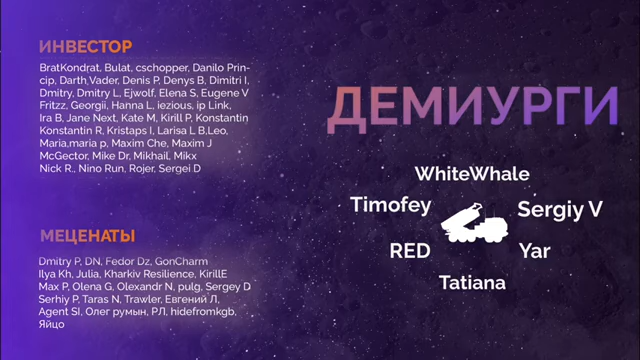 ИНВЕСТОР
BratKondrat, Bulat, cschopper, Danilo Prin-
cip, Darth Vader, Denis P, Denys B, Dimitri I,
Dmitry, Dmitry L, Ejwolf, Elena S, Eugene V
Fritzz, Georgii, Hanna L, iezious, ip Link,
Ira B, Jane Next, Kate M, Kirill P, Konstantin
Konstantin R, Kristaps I, Larisa L B.Leo,
Maria,maria p, Maxim Che, Maxim J
McGector, Mike Dr, Mikhail, Mikx
Nick R., Nino Run, Rojer, Sergei D
МЕЦЕНАТЫ
Dmitry P, DN, Fedor Dz, GonCharm
Ilya Kh, Julia, Kharkiv Resilience, KirillE
Max P, Olena G, Olexandr N, pulg, Sergey D
Serhiy P, Taras N, Trawler, Евгений Л,
Agent SI, Олег румын, РЛ, hidefromkgb,
Яйцо
ДЕМИУРГИ
WhiteWhale
Timofey
Sergiy V
RED
Yar
Tatiana